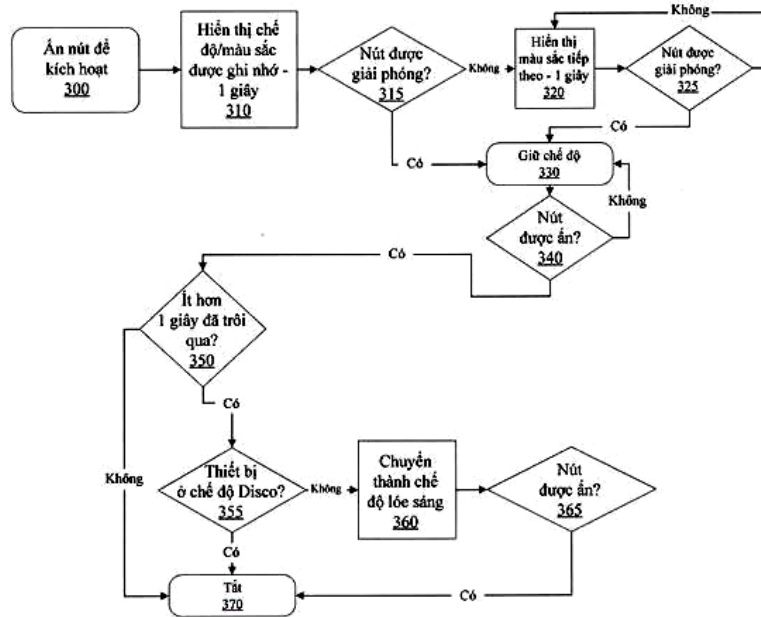 Ấn nút để
kích hoạt
300
Hiển thị chế
độ/màu sắc
được ghi nhớ -
1 giây
310
Nút được
giải phóng?
315
Không
Hiển thị
màu sắc tiếp
theo - 1 giây
320
Nút được
giải phóng?
325
Không
Có
Có
Giữ chế độ
330
Không
Nút
được ấn?
340
Có
Ít hơn
1 giây đã trôi
qua?
350
Có
Không
Thiết bị
ở chế độ Disco?
355
Không
Chuyển
thành chế
độ lóe sáng
360
Nút
được ấn?
365
Có
Tắt
370
Có